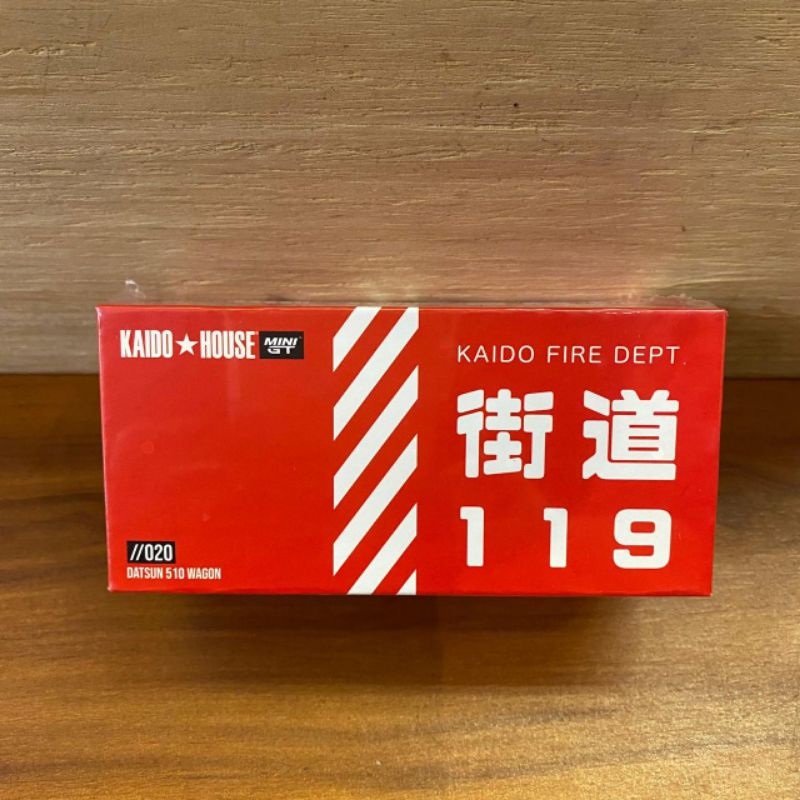 KAIDO★HOUSE MINI GT
//020
DATSUN 510 WAGON
KAIDO FIRE DEPT.
街道
119